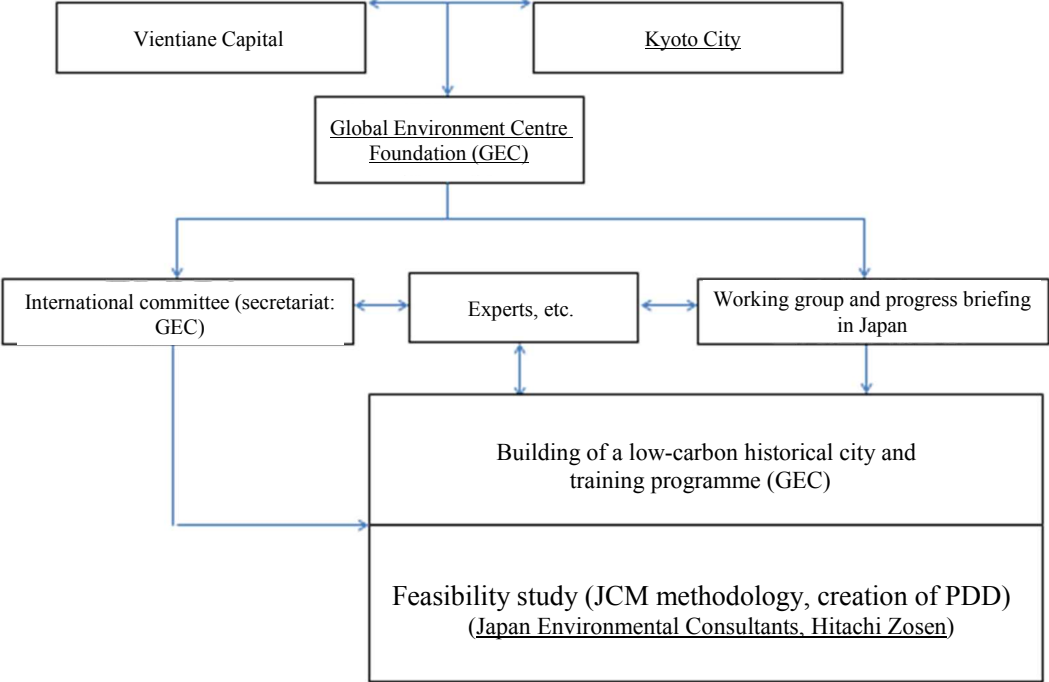 Vientiane Capital
Kyoto City
Global Environment Centre
Foundation (GEC)
International committee (secretariat:
GEC)
Experts, etc.
Working group and progress briefing
in Japan
Building of a low-carbon historical city and
training programme (GEC)
Feasibility study (JCM methodology, creation of PDD)
(Japan Environmental Consultants, Hitachi Zosen)